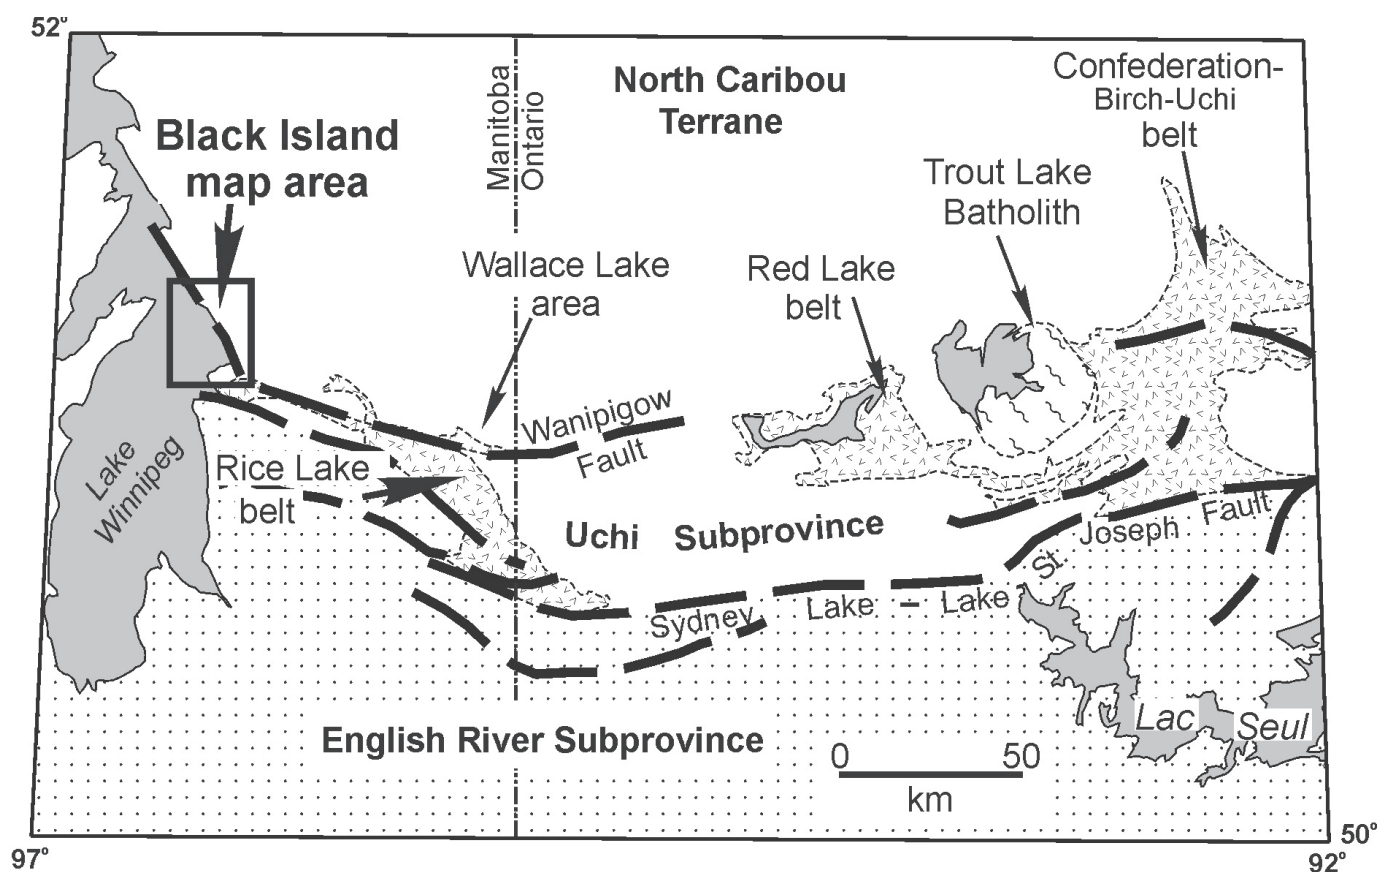 52°
North Caribou
Terrane
Confederation-
Birch-Uchi
belt
Manitoba
Ontario
Black Island
map area
Trout Lake
Batholith
Wallace Lake
area
Red Lake
belt
Wanipigow
Fault
Lake
Winnipeg
Rice Lake
belt
Uchi Subprovince
Sydney Lake – Lake St. Joseph Fault
English River Subprovince
Lac Seul
0 50
km
50°
97°
92°